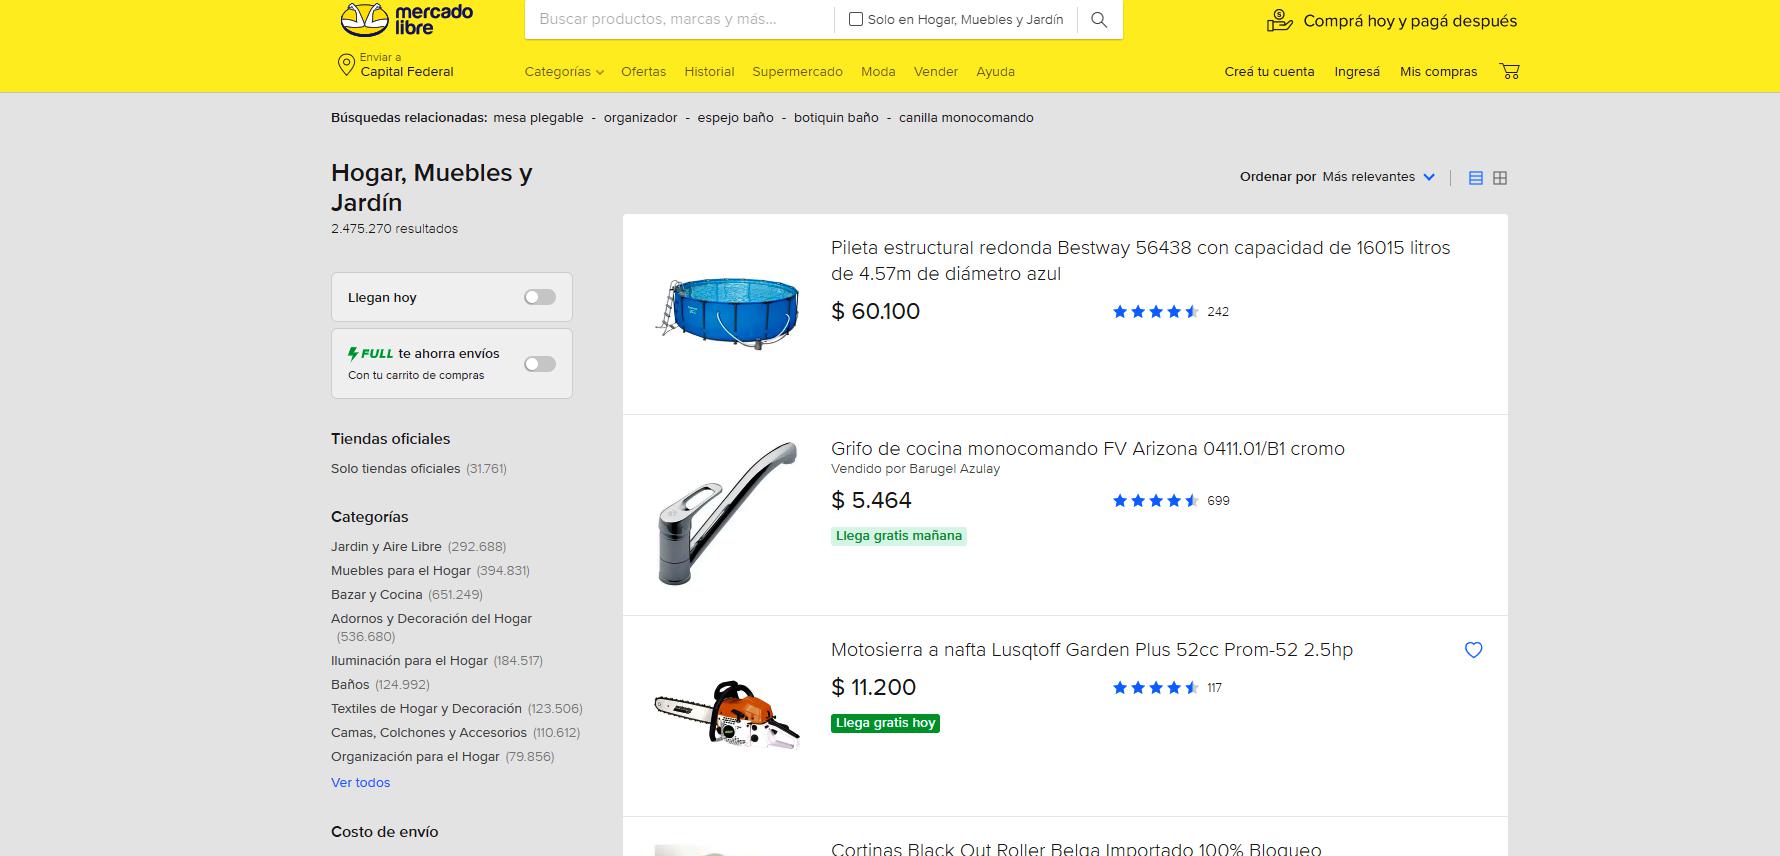 mercado
libre
Buscar productos, marcas y más...
Solo en Hogar, Muebles y Jardín
Comprá hoy y pagá después
Enviar a
Capital Federal
Categorías Ofertas Historial Supermercado Moda Vender Ayuda
Creá tu cuenta Ingresá Mis compras
Búsquedas relacionadas: mesa plegable - organizador - espejo baño - botiquin baño - canilla monocomando
Hogar, Muebles y
Jardín
2.475.270 resultados
Ordenar por Más relevantes
Llegan hoy
FULL te ahorra envíos
Con tu carrito de compras
Tiendas oficiales
Solo tiendas oficiales (31.761)
Categorías
Jardin y Aire Libre (292.688)
Muebles para el Hogar (394.831)
Bazar y Cocina (651.249)
Adornos y Decoración del Hogar
(536.680)
Iluminación para el Hogar (184.517)
Baños (124.992)
Textiles de Hogar y Decoración (123.506)
Camas, Colchones y Accesorios (110.612)
Organización para el Hogar (79.856)
Ver todos
Costo de envío
Pileta estructural redonda Bestway 56438 con capacidad de 16015 litros
de 4.57m de diámetro azul
$ 60.100
242
Grifo de cocina monocomando FV Arizona 0411.01/B1 cromo
Vendido por Barugel Azulay
$ 5.464
699
Llega gratis mañana
Motosierra a nafta Lusqtoff Garden Plus 52cc Prom-52 2.5hp
$ 11.200
117
Llega gratis hoy
Cortinas Black Out Roller Belga Importado 100% Bloqueo